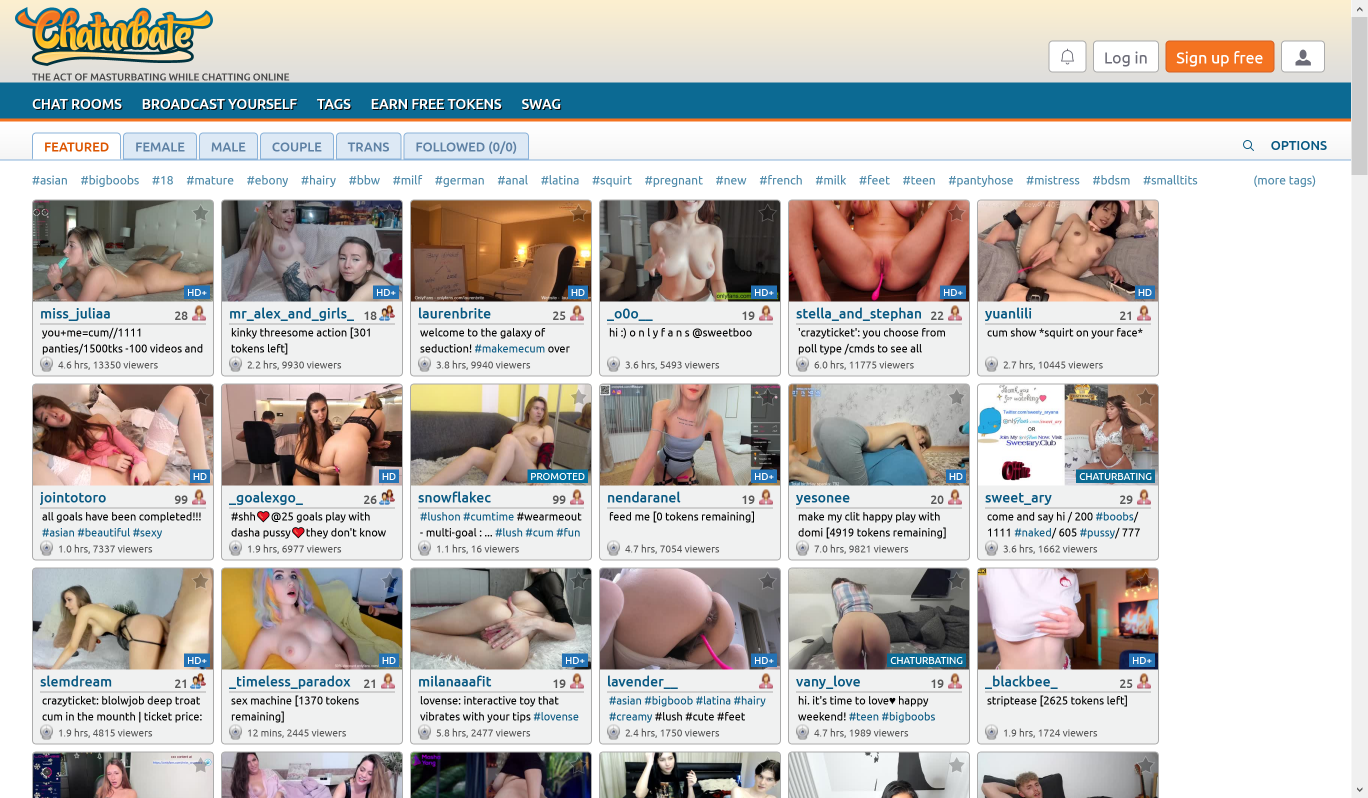 Chaturbate
THE ACT OF MASTURBATING WHILE CHATTING ONLINE
Log in
Sign up free
CHAT ROOMS BROADCAST YOURSELF TAGS EARN FREE TOKENS SWAG
FEATURED FEMALE MALE COUPLE TRANS FOLLOWED (0/0) OPTIONS
#asian #bigboobs #18 #mature #ebony #hairy #bbw #milf #german #anal #latina #squirt #pregnant #new #french #milk #feet #teen #pantyhose #mistress #bdsm #smalltits (more tags)
HD+
miss_juliaa 28
you+me=cum//1111
panties/1500tks -100 videos and
4.6 hrs, 13350 viewers
HD+
mr_alex_and_girls_ 18
kinky threesome action [301
tokens left]
2.2 hrs, 9930 viewers
HD
laurenbrite 25
welcome to the galaxy of
seduction! #makemecum over
3.8 hrs, 9940 viewers
onlyfans.com
HD+
_o0o__ 19
hi :) o n l y f a n s @sweetboo
3.6 hrs, 5493 viewers
HD+
stella_and_stephan 22
'crazyticket': you choose from
poll type /cmds to see all
6.0 hrs, 11775 viewers
HD
yuanlili 21
cum show *squirt on your face*
2.7 hrs, 10445 viewers
HD
jointotoro 99
all goals have been completed!!!
#asian #beautiful #sexy
1.0 hrs, 7337 viewers
HD
_goalexgo_ 26
#shh❤@25 goals play with
dasha pussy❤they don't know
1.9 hrs, 6977 viewers
PROMOTED
snowflakec 99
#lushon #cumtime #wearmeout
- multi-goal : ... #lush #cum #fun
1.1 hrs, 16 viewers
HD+
nendaranel 19
feed me [0 tokens remaining]
4.7 hrs, 7054 viewers
HD
yesonee 20
make my clit happy play with
domi [4919 tokens remaining]
7.0 hrs, 9821 viewers
Thank you
for watching
OR
Sweetary.Club
CHATURBATING
sweet_ary 29
come and say hi / 200 #boobs/
1111 #naked/ 605 #pussy/ 777
3.6 hrs, 1662 viewers
HD+
slemdream 21
crazyticket: blolwjob deep troat
cum in the mounth | ticket price:
1.9 hrs, 4815 viewers
HD
_timeless_paradox 21
sex machine [1370 tokens
remaining]
12 mins, 2445 viewers
HD+
milanaaafit 19
lovense: interactive toy that
vibrates with your tips #lovense
5.8 hrs, 2477 viewers
HD+
lavender__
#asian #bigboob #latina #hairy
#creamy #lush #cute #feet
2.4 hrs, 1750 viewers
CHATURBATING
vany_love 19
hi. it's time to love♥ happy
weekend! #teen #bigboobs
4.7 hrs, 1989 viewers
HD+
_blackbee_ 25
striptease [2625 tokens left]
1.9 hrs, 1724 viewers